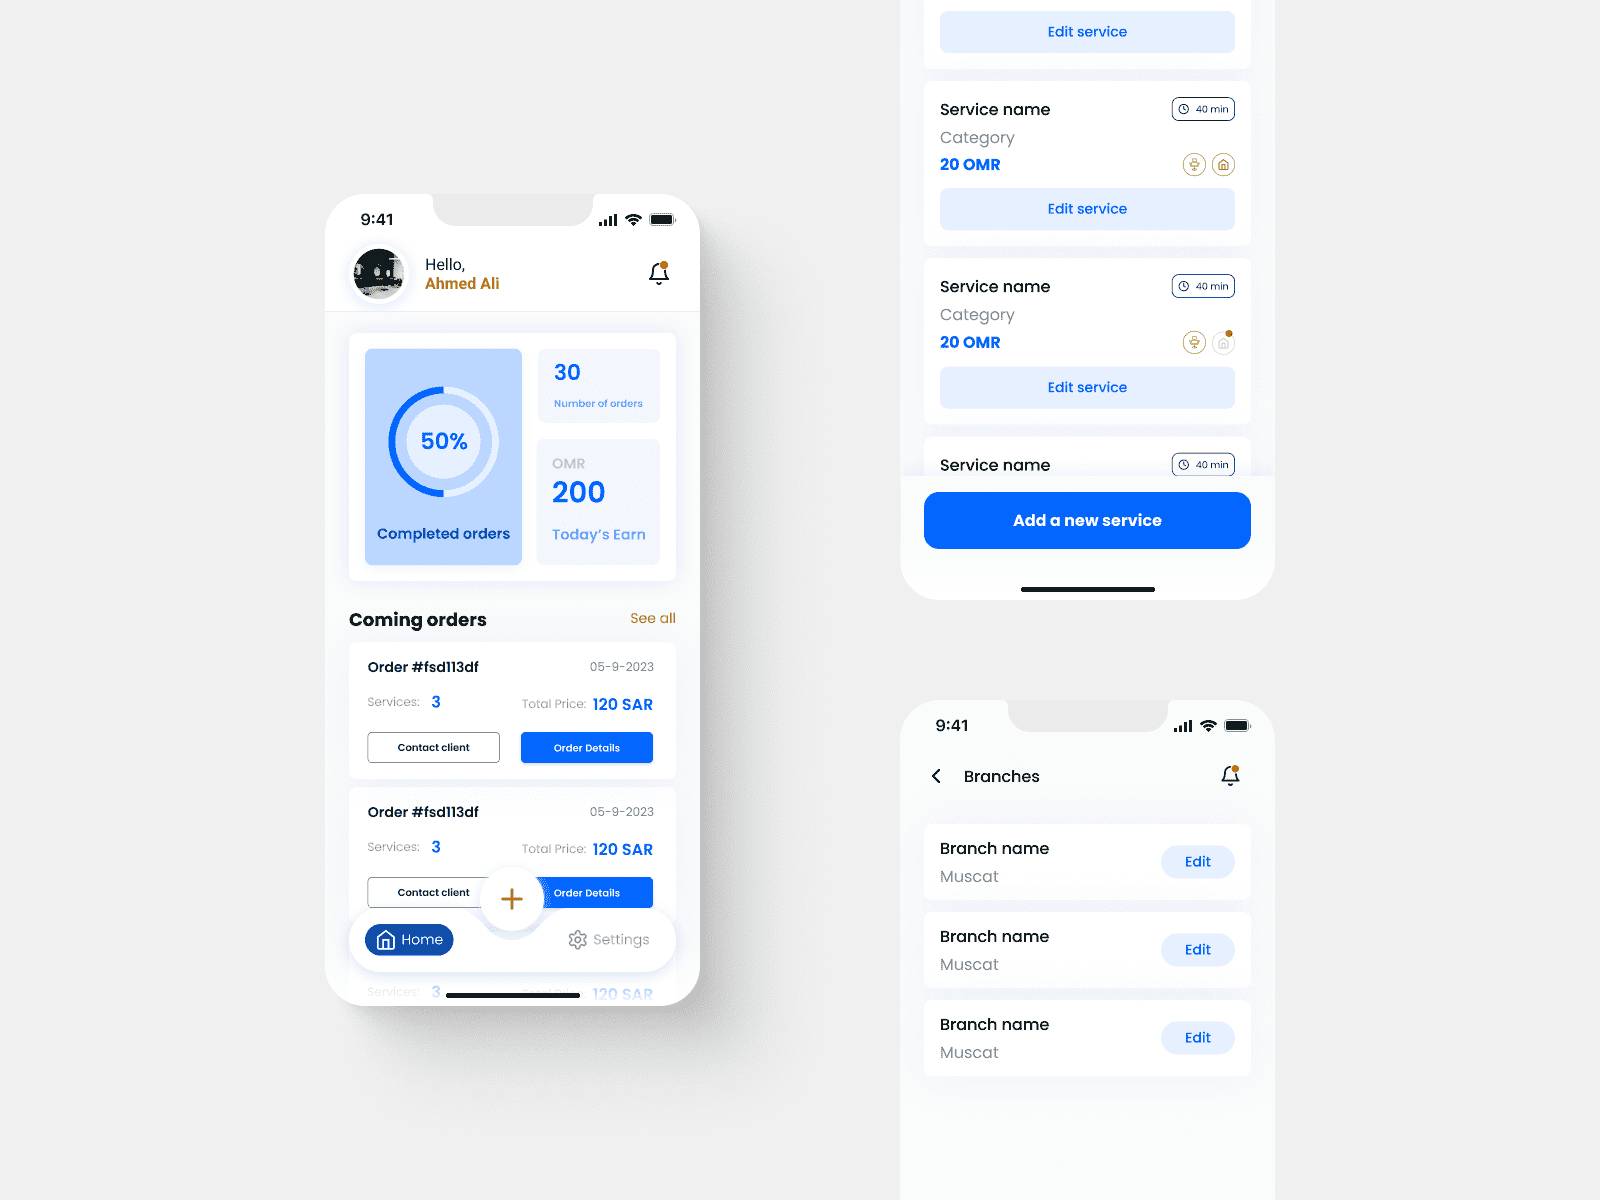 9:41
Hello,
Ahmed Ali
50%
Completed orders
30
Number of orders
OMR
200
Today's Earn
Coming orders
See all
Order #fsd113df
05-9-2023
Services: 3
Total Price: 120 SAR
Contact client
Order Details
Order #fsd113df
05-9-2023
Services: 3
Total Price: 120 SAR
Contact client
Order Details
Home
Settings
Services: 3
Total Price: 120 SAR
Edit service
Service name
40 min
Category
20 OMR
Edit service
Service name
40 min
Category
20 OMR
Edit service
Service name
40 min
Add a new service
9:41
Branches
Branch name
Muscat
Edit
Branch name
Muscat
Edit
Branch name
Muscat
Edit